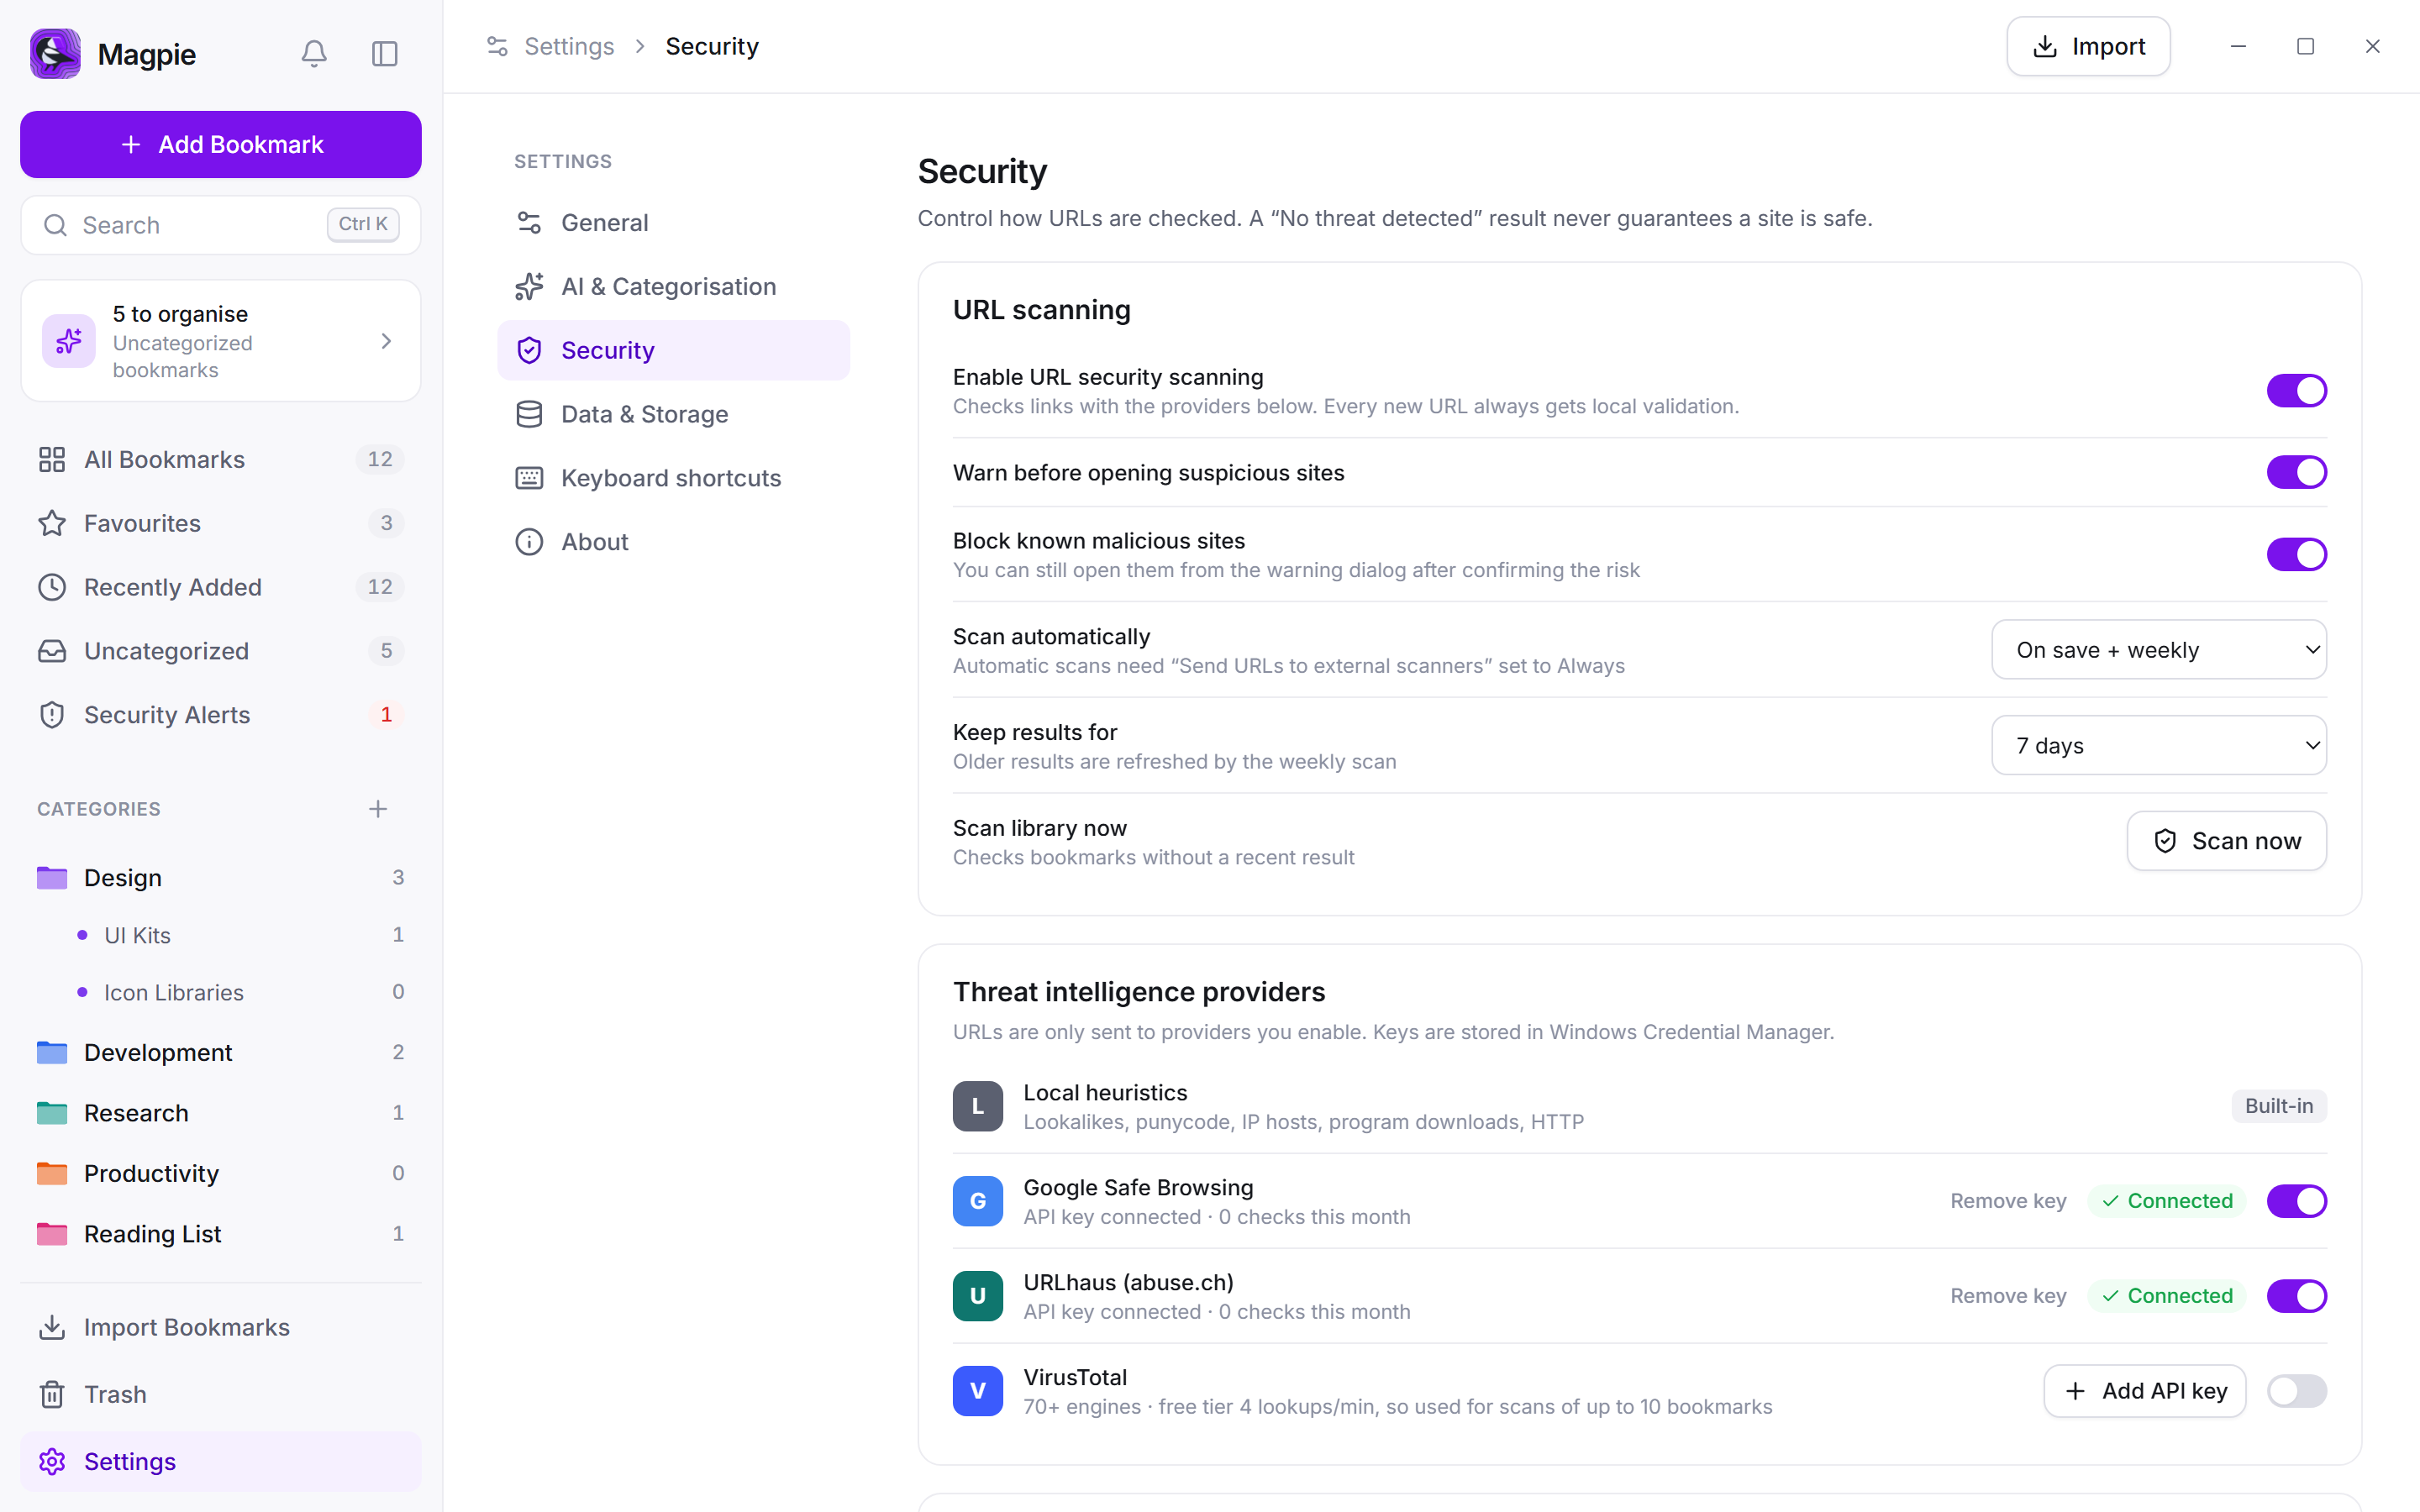 Magpie
Add Bookmark
Search
Ctrl K
5 to organise
Uncategorized
bookmarks
All Bookmarks 12
Favourites 3
Recently Added 12
Uncategorized 5
Security Alerts 1
CATEGORIES
Design 3
UI Kits 1
Icon Libraries 0
Development 2
Research 1
Productivity 0
Reading List 1
Import Bookmarks
Trash
Settings
Settings > Security
Import
SETTINGS
General
AI & Categorisation
Security
Data & Storage
Keyboard shortcuts
About
Security
Control how URLs are checked. A “No threat detected” result never guarantees a site is safe.
URL scanning
Enable URL security scanning
Checks links with the providers below. Every new URL always gets local validation.
Warn before opening suspicious sites
Block known malicious sites
You can still open them from the warning dialog after confirming the risk
Scan automatically
Automatic scans need “Send URLs to external scanners” set to Always
On save + weekly
Keep results for
Older results are refreshed by the weekly scan
7 days
Scan library now
Checks bookmarks without a recent result
Scan now
Threat intelligence providers
URLs are only sent to providers you enable. Keys are stored in Windows Credential Manager.
L
Local heuristics
Lookalikes, punycode, IP hosts, program downloads, HTTP
Built-in
G
Google Safe Browsing
API key connected · 0 checks this month
Remove key
Connected
U
URLhaus (abuse.ch)
API key connected · 0 checks this month
Remove key
Connected
V
VirusTotal
70+ engines · free tier 4 lookups/min, so used for scans of up to 10 bookmarks
Add API key